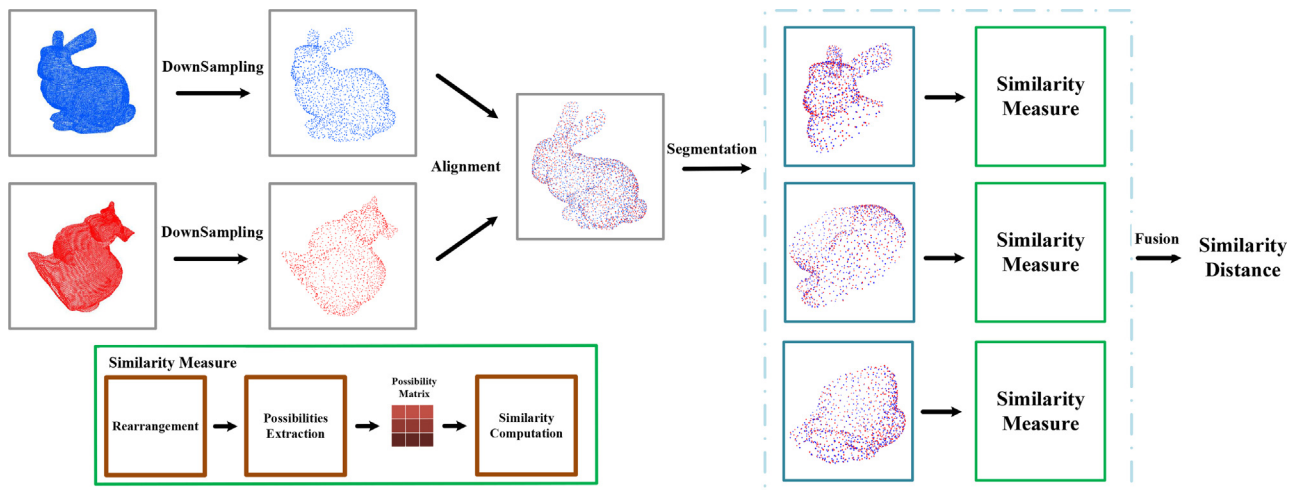 DownSampling
DownSampling
Alignment
Segmentation
Similarity
Measure
Similarity
Measure
Similarity
Measure
Fusion
Similarity
Distance
Similarity Measure
Rearrangement
Possibilities
Extraction
Possibility
Matrix
Similarity
Computation